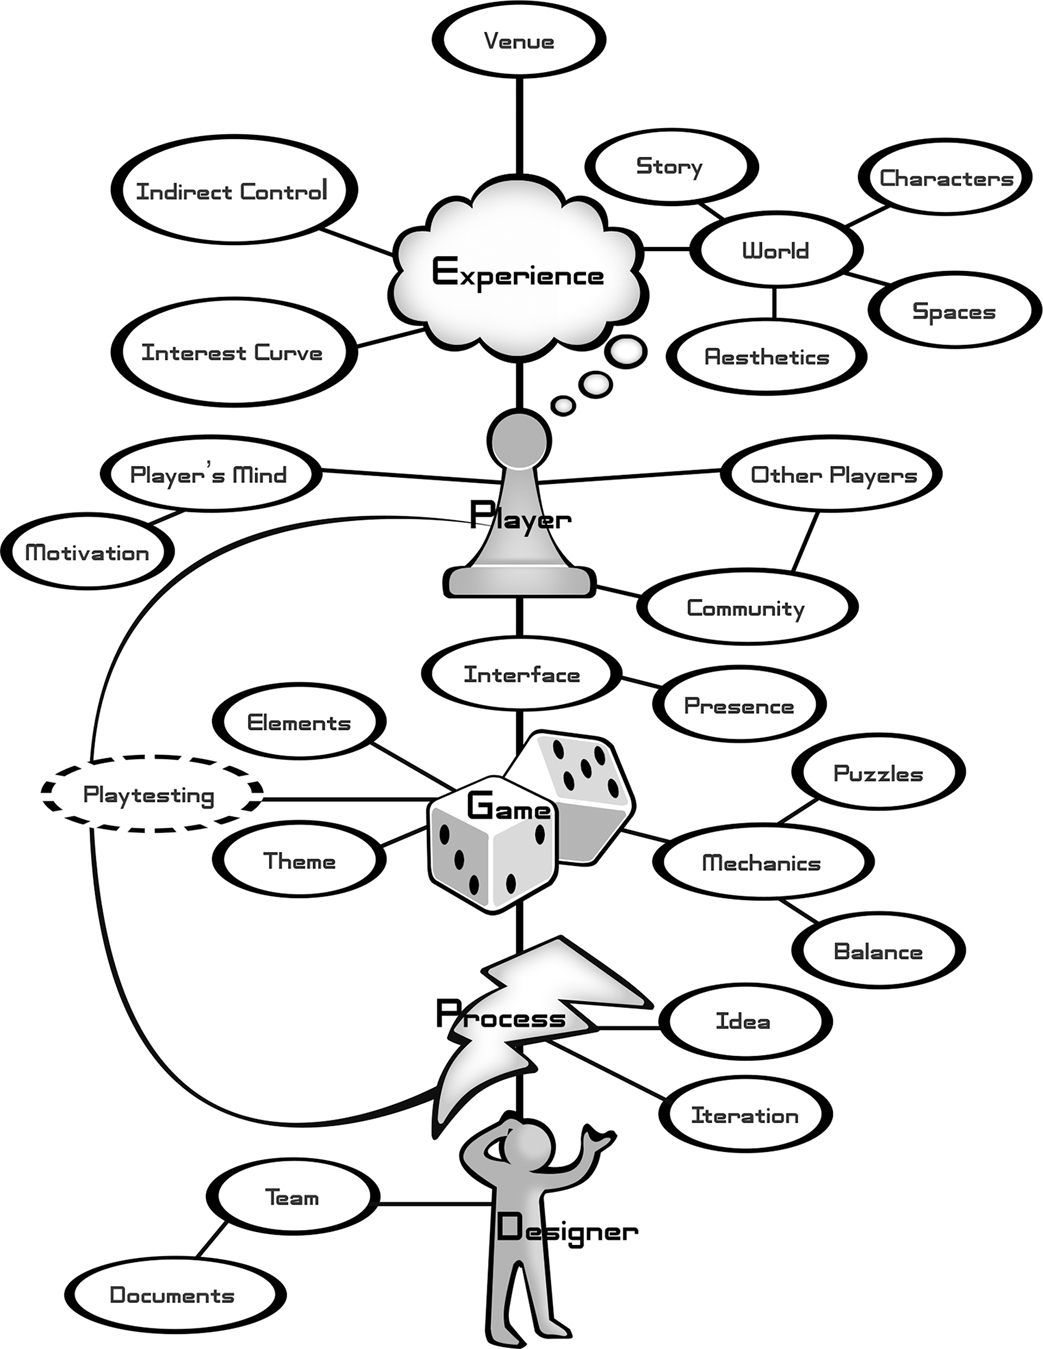 Venue
Indirect Control
Story
Characters
World
Experience
Spaces
Interest Curve
Aesthetics
Player's Mind
Other Players
Player
Motivation
Community
Interface
Presence
Elements
Puzzles
Playtesting
Game
Theme
Mechanics
Balance
Process
Idea
Iteration
Team
Designer
Documents